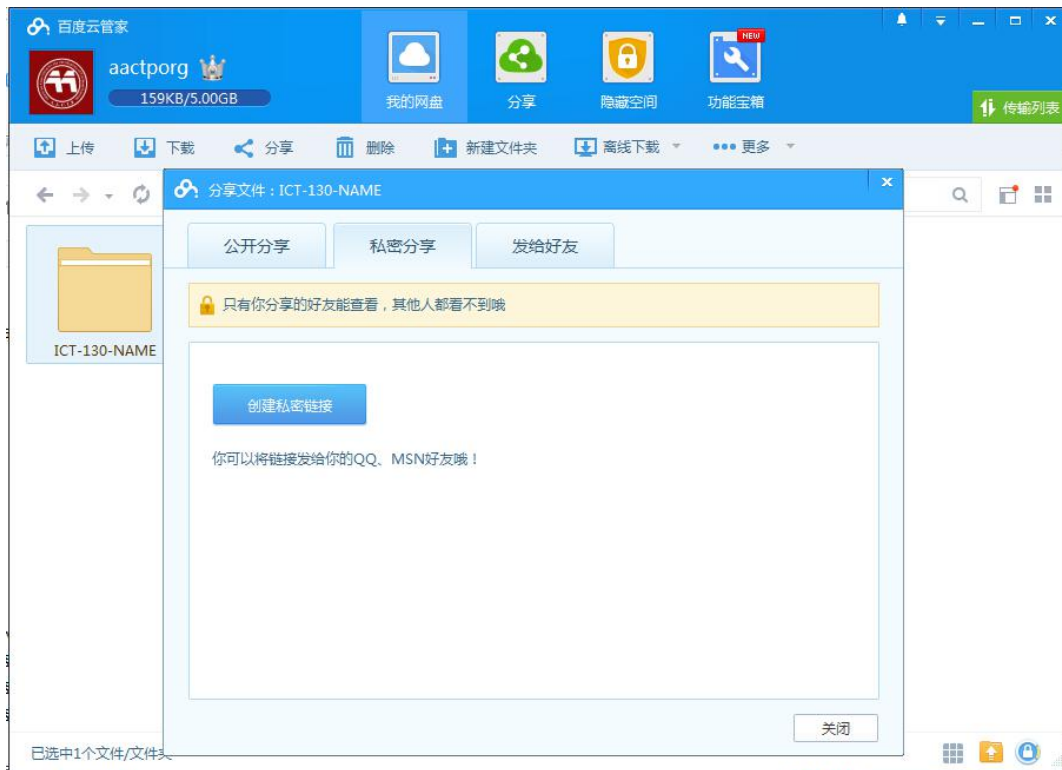 百度云管家
aactporg
159KB/5.00GB
我的网盘
分享
隐藏空间
NEW
功能宝箱
传输列表
上传
下载
分享
删除
新建文件夹
离线下载
更多
分享文件：ICT-130-NAME
公开分享
私密分享
发给好友
只有你分享的好友能查看，其他人都看不到哦
ICT-130-NAME
创建私密链接
你可以将链接发给你的QQ、MSN好友哦！
关闭
已选中1个文件/文件夹